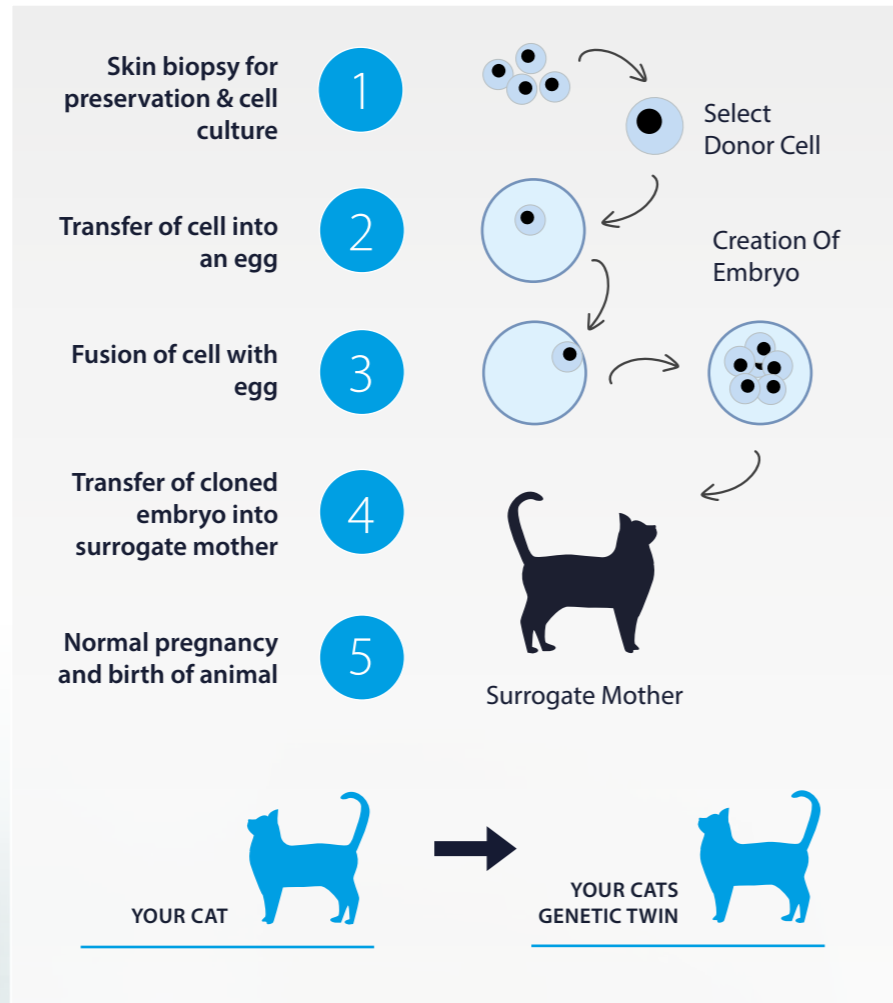 Skin biopsy for
preservation & cell
culture
1
Select
Donor Cell
Transfer of cell into
an egg
2
Creation Of
Embryo
Fusion of cell with
egg
3
Transfer of cloned
embryo into
surrogate mother
4
Normal pregnancy
and birth of animal
5
Surrogate Mother
YOUR CAT
YOUR CATS
GENETIC TWIN